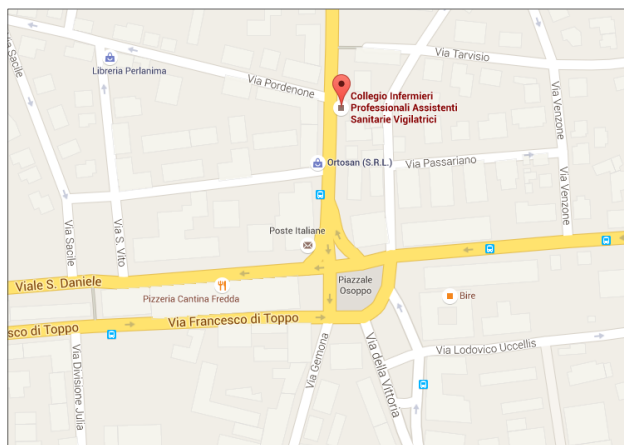 Via Sacile
Libreria Perlanima
Via Pordenone
Via Tarvisio
Via Venzone
Collegio Infermieri
Professionali Assistenti
Sanitarie Vigilatrici
Ortosan (S.R.L.)
Via Passariano
Via Venzone
Via Sacile
Via S. Vito
Poste Italiane
Viale S. Daniele
Pizzeria Cantina Fredda
Piazzale
Osoppo
Bire
sco di Toppo
Via Francesco di Toppo
Via Divisione Julia
Via Gemona
Via della Vittoria
Via Lodovico Uccellis